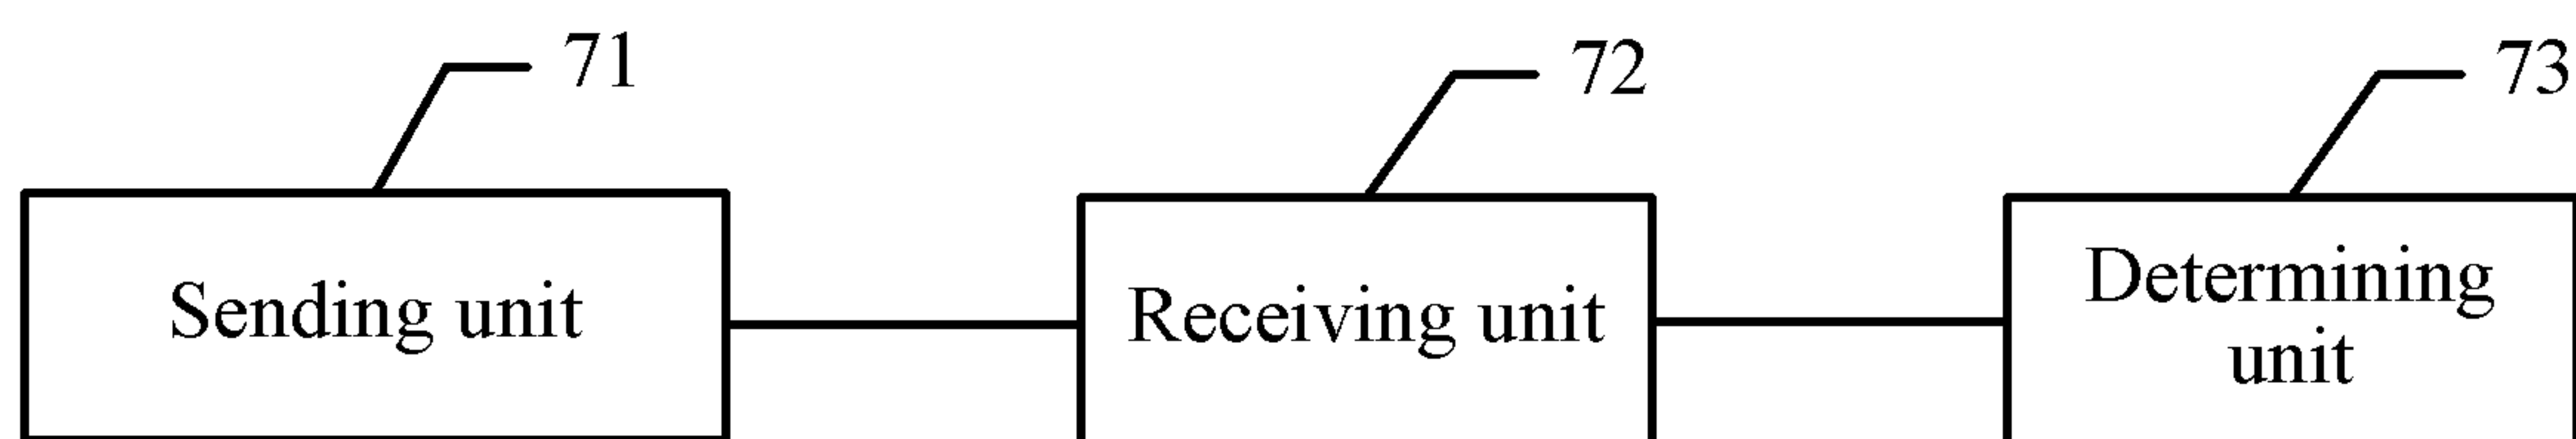 71
72
73
Sending unit
Receiving unit
Determining
unit